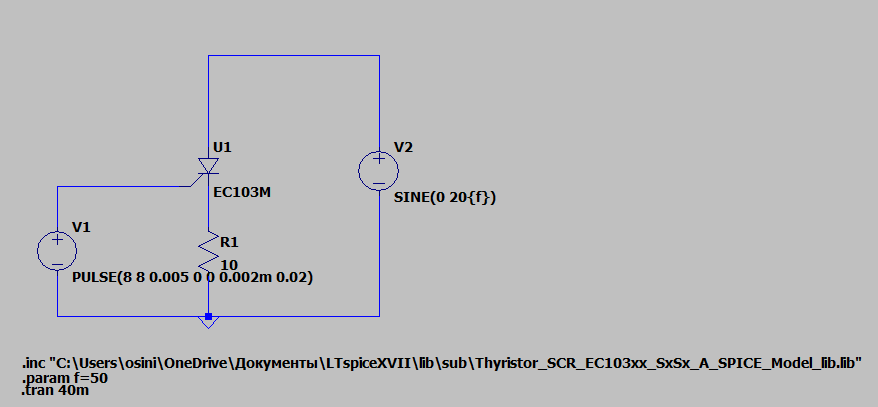 U1
V2
EC103M
SINE(0 20{f})
V1
R1
10
PULSE(8 8 0.005 0 0 0.002m 0.02)
.inc "C:\Users\osini\OneDrive\Документы\LTspiceXVII\lib\sub\Thyristor_SCR_EC103xx_SxSx_A_SPICE_Model_lib.lib"
.param f=50
.tran 40m